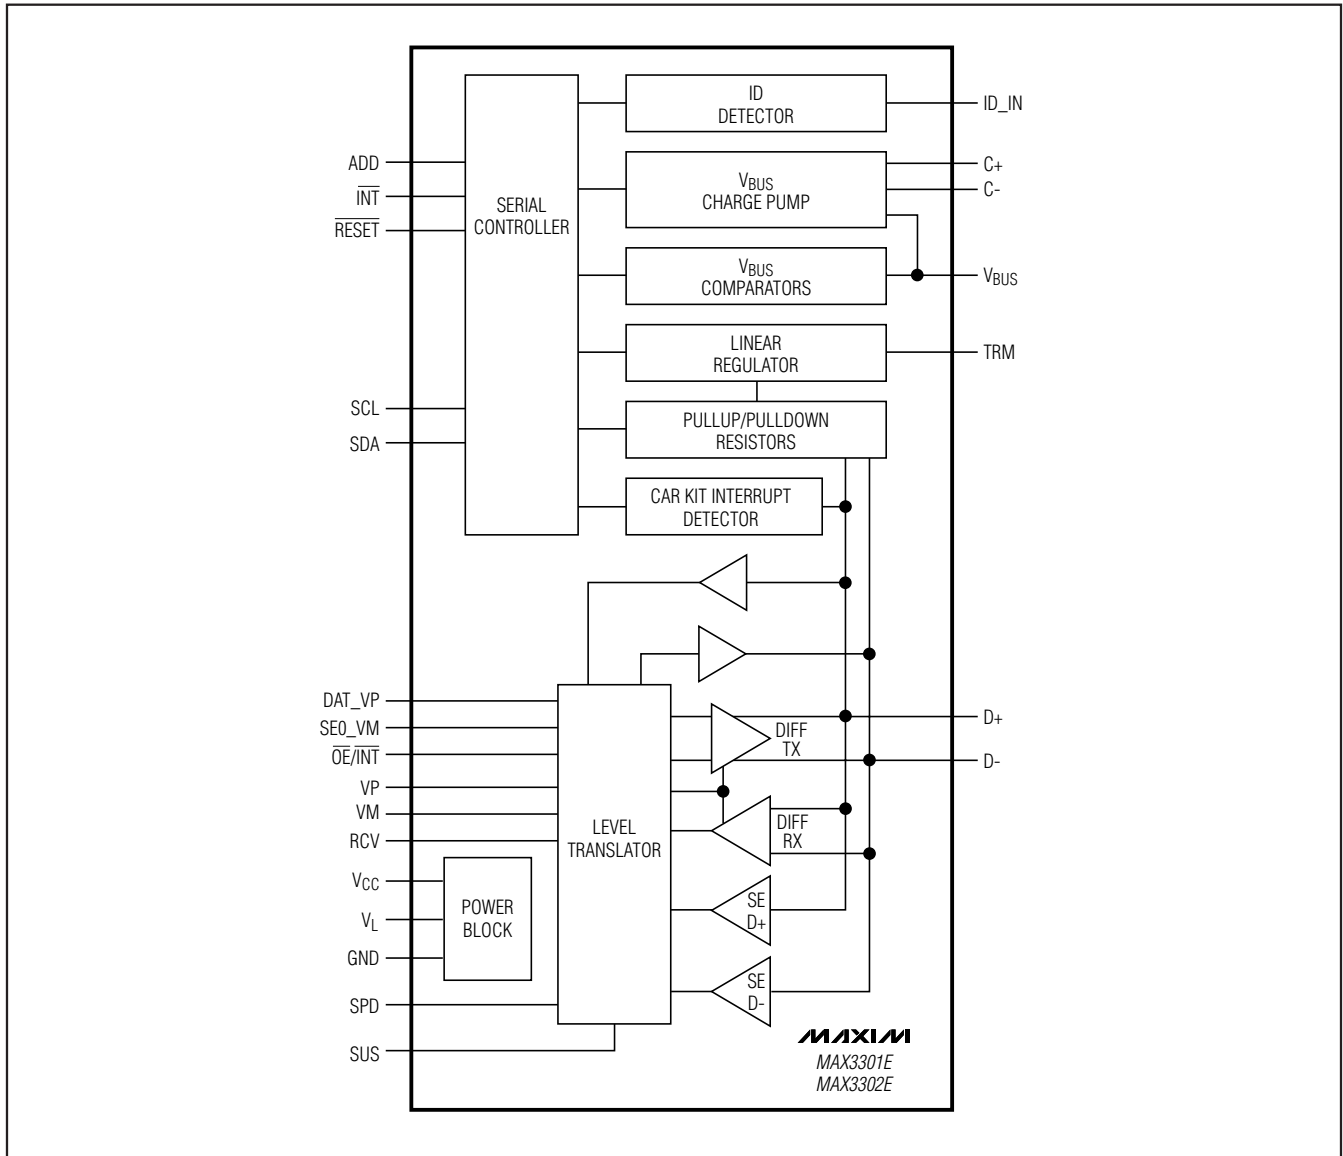 ID
DETECTOR
ID_IN
ADD
INT
RESET
SERIAL
CONTROLLER
VBUS
CHARGE PUMP
C+
C-
VBUS
COMPARATORS
VBUS
LINEAR
REGULATOR
TRM
SCL
SDA
PULLUP/PULLDOWN
RESISTORS
CAR KIT INTERRUPT
DETECTOR
DAT_VP
SE0_VM
OE/INT
VP
VM
RCV
LEVEL
TRANSLATOR
DIFF
TX
D+
D-
DIFF
RX
VCC
VL
GND
POWER
BLOCK
SE
D+
SE
D-
SPD
SUS
MAXIM
MAX3301E
MAX3302E